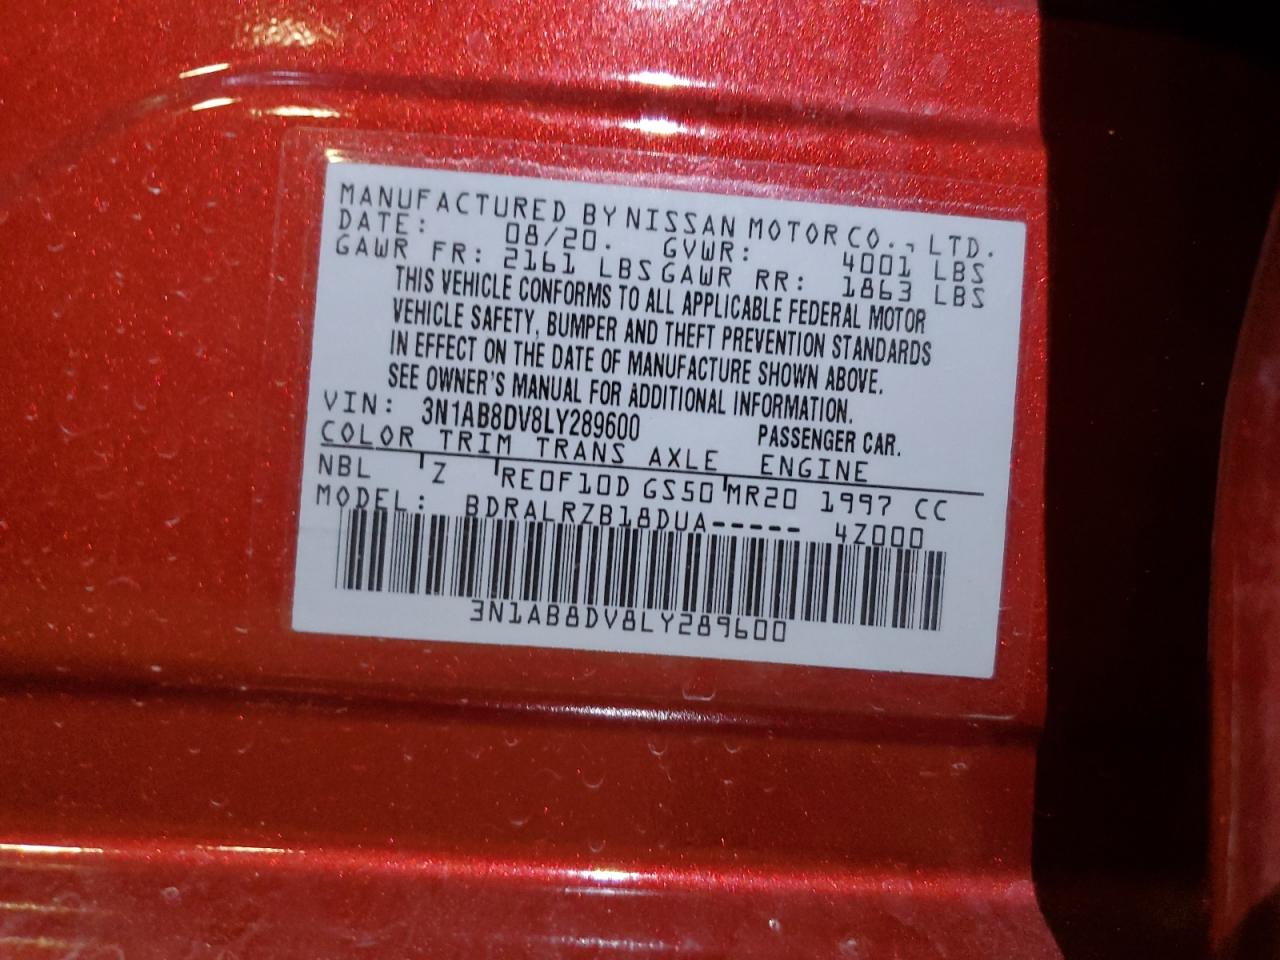 MANUFACTURED BY NISSAN MOTOR CO., LTD.
DATE: 08/20. GVWR: 4001 LBS
GAWR FR: 2161 LBS GAWR RR: 1863 LBS
THIS VEHICLE CONFORMS TO ALL APPLICABLE FEDERAL MOTOR
VEHICLE SAFETY, BUMPER AND THEFT PREVENTION STANDARDS
IN EFFECT ON THE DATE OF MANUFACTURE SHOWN ABOVE.
SEE OWNER'S MANUAL FOR ADDITIONAL INFORMATION.
VIN: 3N1AB8DV8LY289600 PASSENGER CAR.
COLOR TRIM TRANS AXLE ENGINE
NBL Z RE0F10D GS50 MR20 1997 CC
MODEL: BDRALRZB18DUA----- 4Z000
3N1AB8DV8LY289600